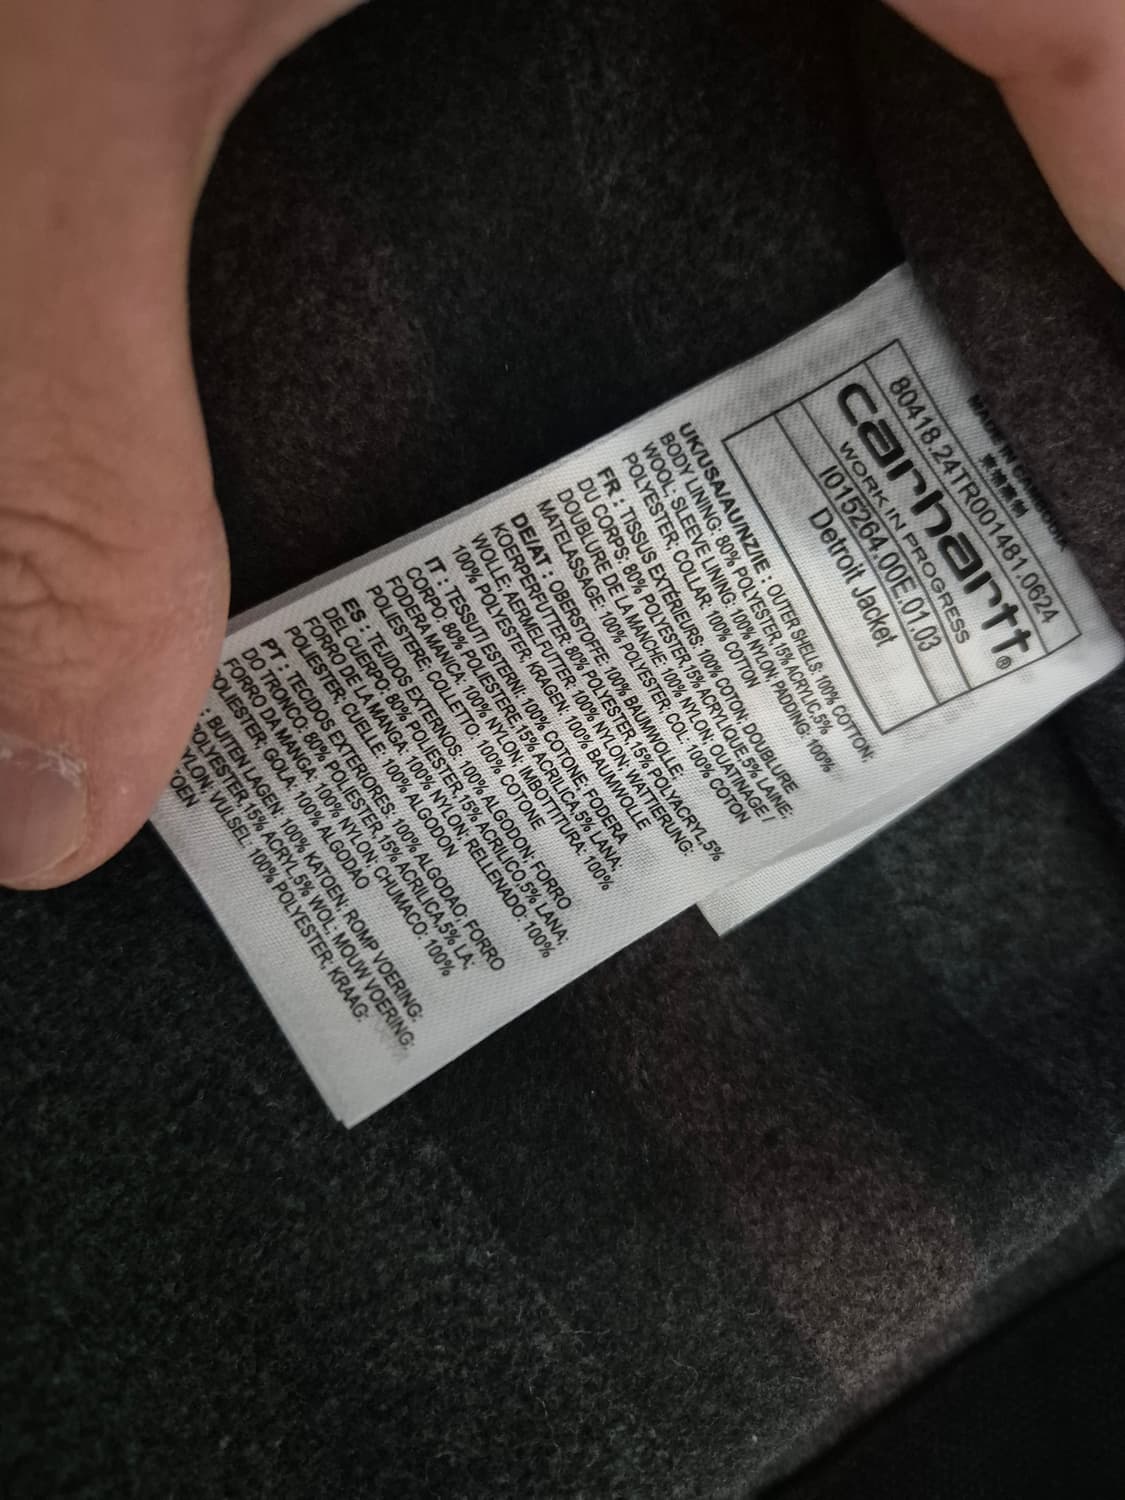 80418.24TR001481.0624
carhartt®
WORK IN PROGRESS
I015264.00E.01.03
Detroit Jacket
UK/USA/AU/NZ/IE : OUTER SHELLS: 100% COTTON;
BODY LINING: 80% POLYESTER,15% ACRYLIC,5%
WOOL; SLEEVE LINING: 100% NYLON; PADDING: 100%
POLYESTER; COLLAR: 100% COTTON
FR : TISSUS EXTÉRIEURS: 100% COTON; DOUBLURE
DU CORPS: 80% POLYESTER,15% ACRYLIQUE,5% LAINE;
DOUBLURE DE LA MANCHE: 100% NYLON; OUATINAGE /
MATELASSAGE: 100% POLYESTER; COL: 100% COTON
DE/AT : OBERSTOFFE: 100% BAUMWOLLE;
KOERPERFUTTER: 80% POLYESTER,15% POLYACRYL,5%
WOLLE; AERMELFUTTER: 100% NYLON; WATTIERUNG:
100% POLYESTER; KRAGEN: 100% BAUMWOLLE
IT : TESSUTI ESTERNI: 100% COTONE; FODERA
CORPO: 80% POLIESTERE,15% ACRILICA,5% LANA;
FODERA MANICA: 100% NYLON; IMBOTTITURA: 100%
POLIESTERE; COLLETTO: 100% COTONE
ES : TEJIDOS EXTERNOS: 100% ALGODON; FORRO
DEL CUERPO: 80% POLIESTER,15% ACRILICO,5% LANA;
FORRO DE LA MANGA: 100% NYLON; RELLENADO: 100%
POLIESTER; CUELLE: 100% ALGODON
PT : TECIDOS EXTERIORES: 100% ALGODAO; FORRO
DO TRONCO: 80% POLIESTER,15% ACRILICA,5% LA;
FORRO DA MANGA: 100% NYLON; CHUMACO: 100%
POLIESTER; GOLA: 100% ALGODAO
: BUITEN LAGEN: 100% KATOEN; ROMP VOERING:
POLYESTER,15% ACRYL,5% WOL; MOUW VOERING:
NYLON; VULSEL: 100% POLYESTER; KRAAG: